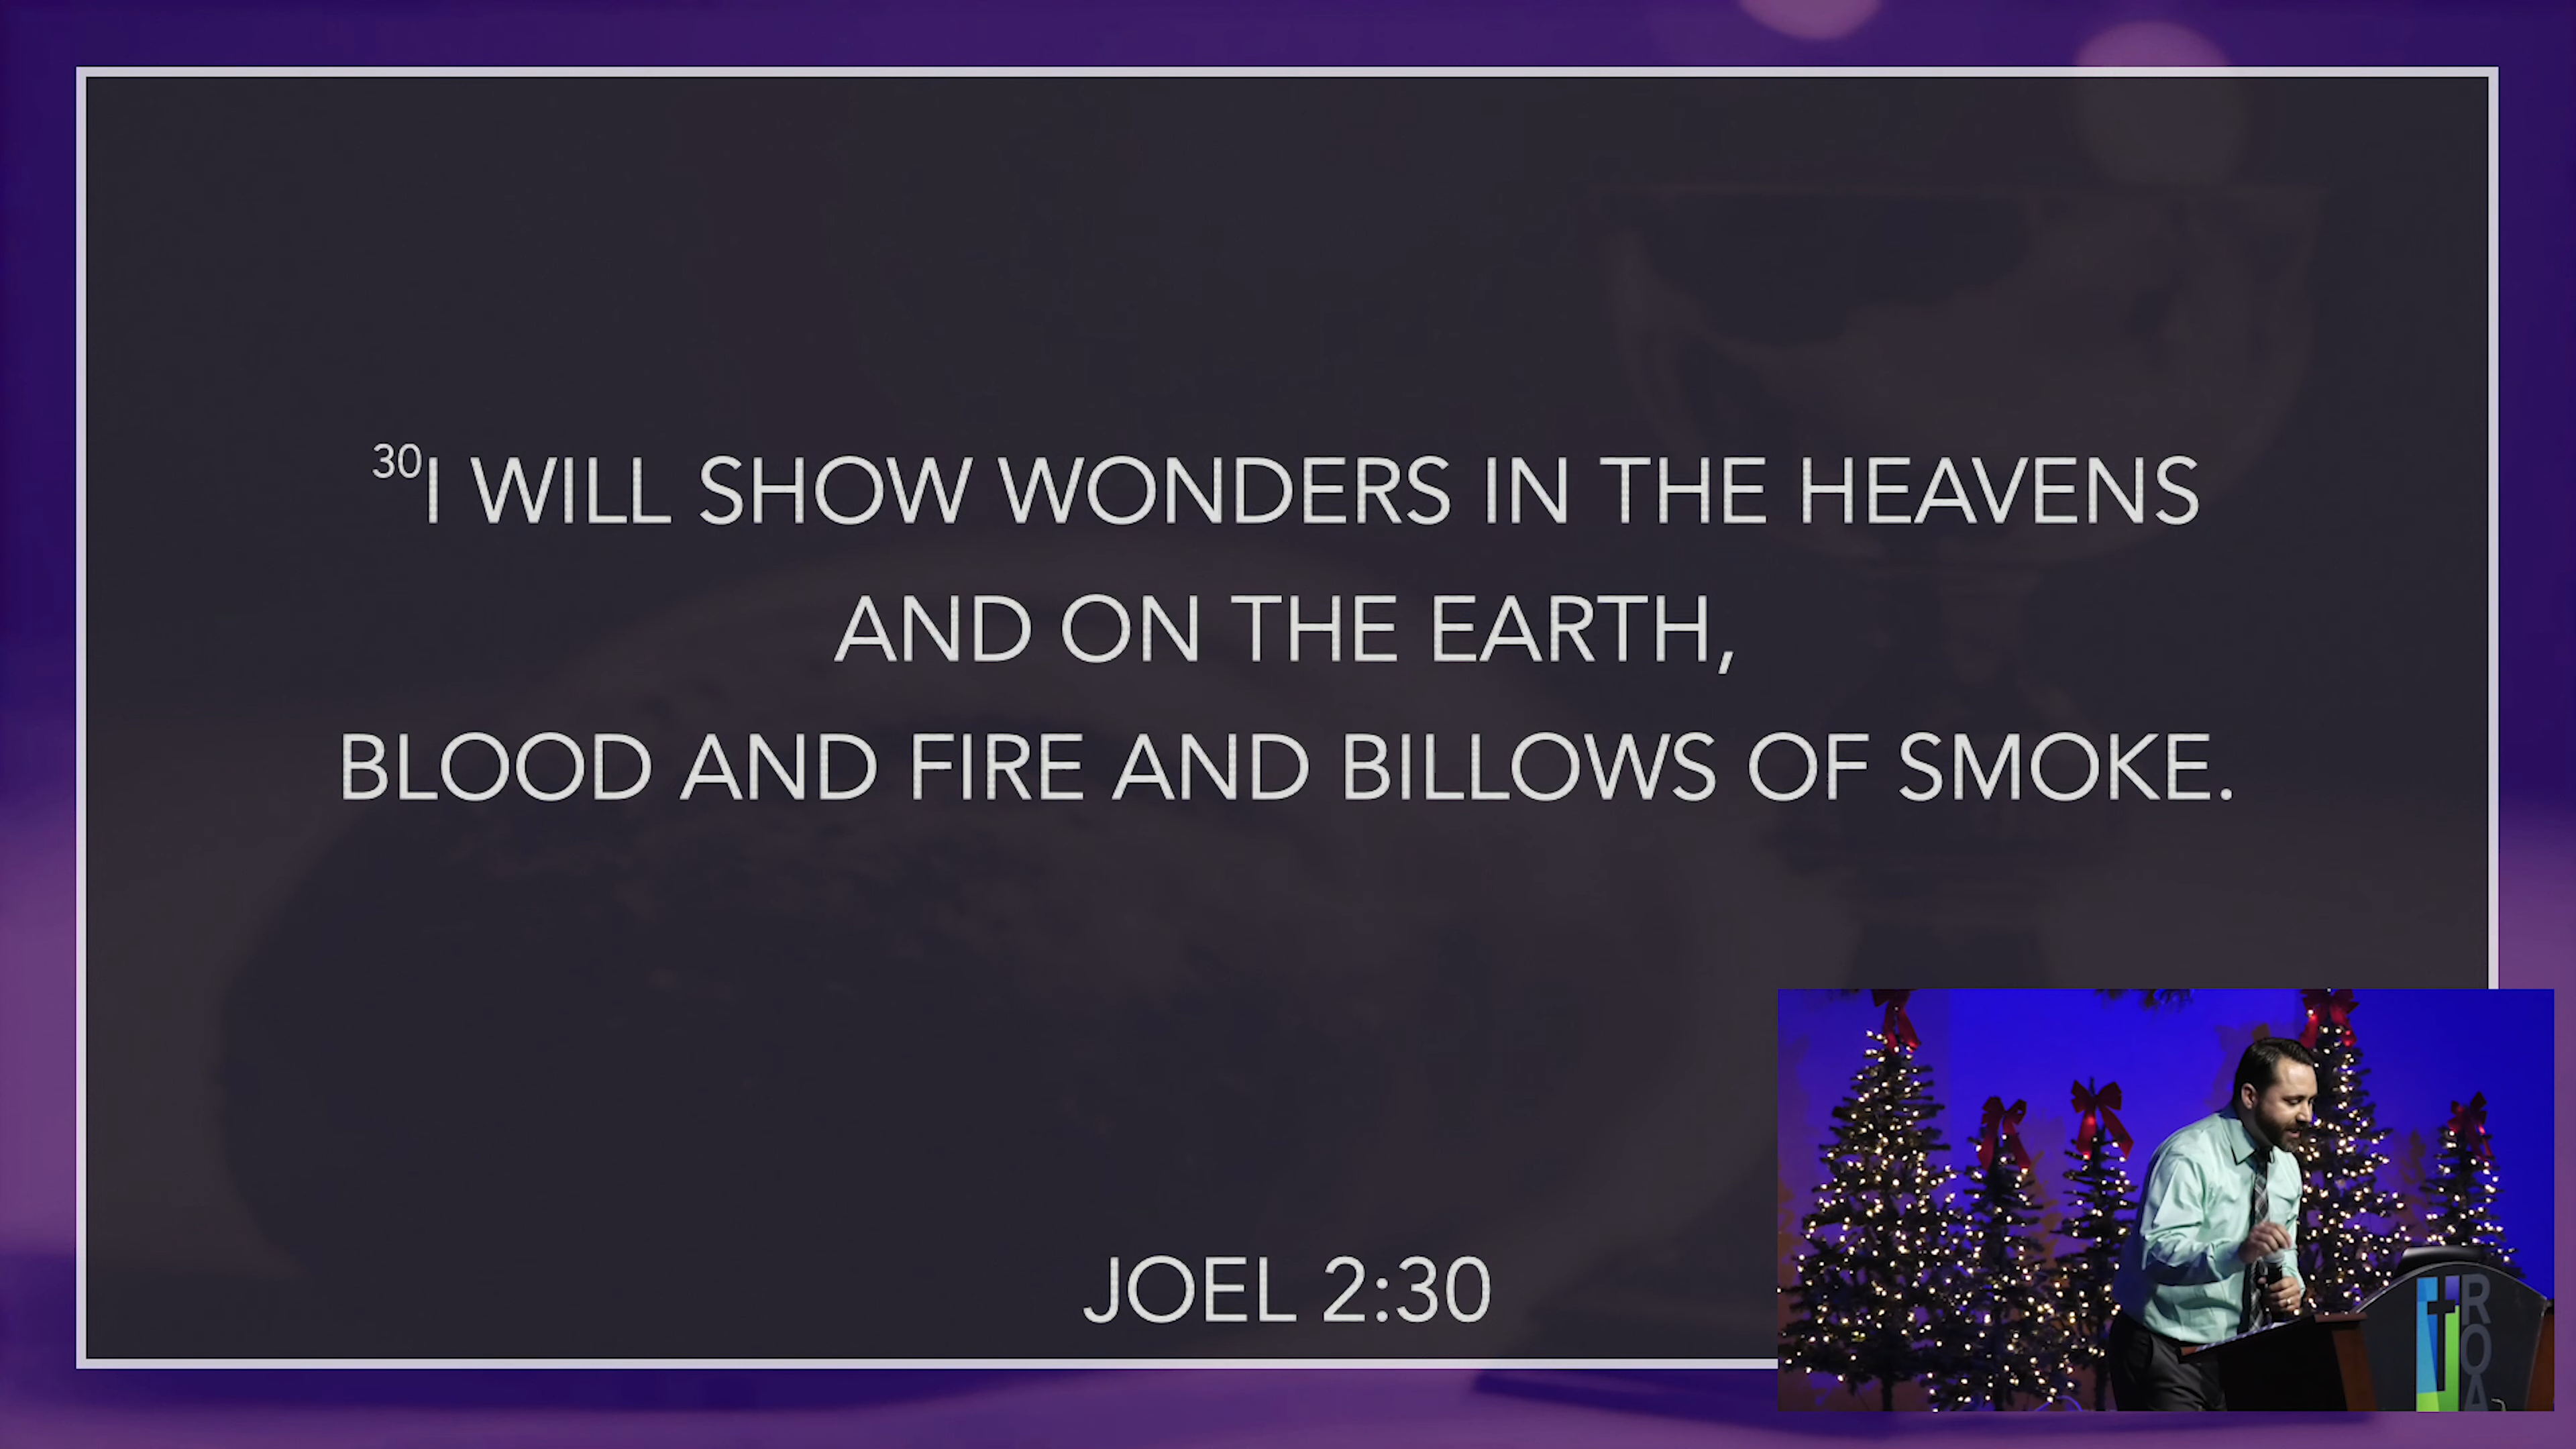 ³⁰I WILL SHOW WONDERS IN THE HEAVENS
AND ON THE EARTH,
BLOOD AND FIRE AND BILLOWS OF SMOKE.
JOEL 2:30
ROA